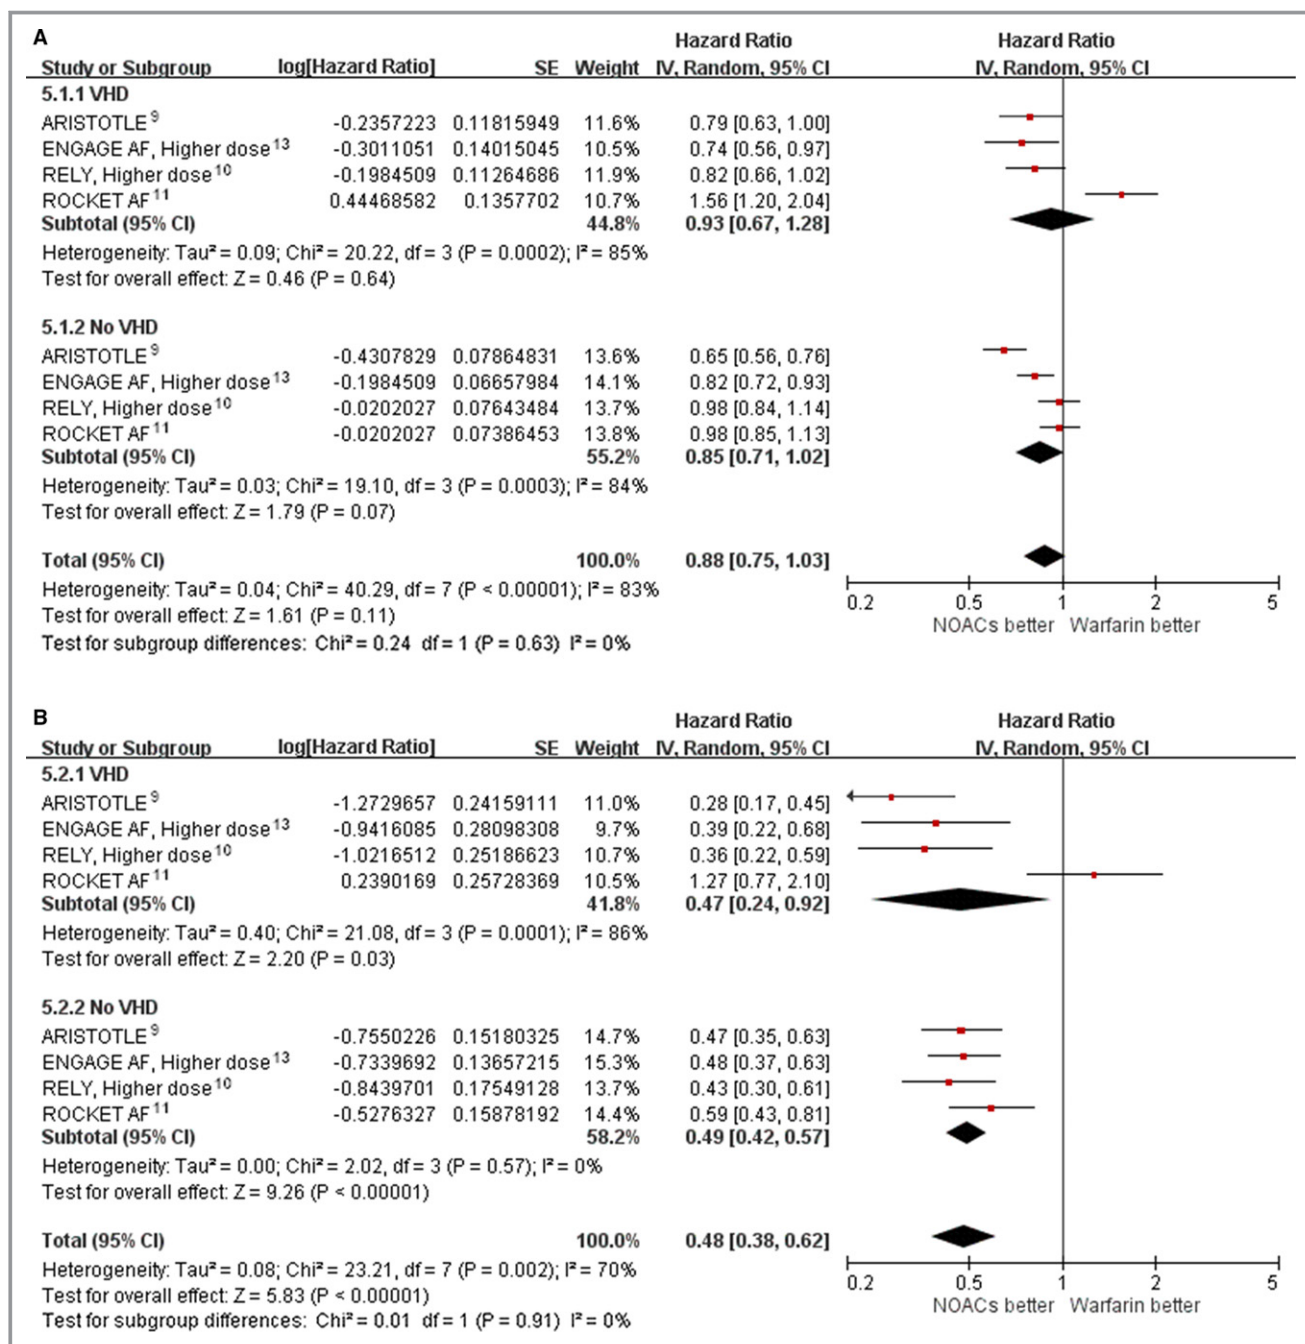 A
Hazard Ratio Hazard Ratio
Study or Subgroup log[Hazard Ratio] SE Weight IV, Random, 95% CI IV, Random, 95% CI
5.1.1 VHD
ARISTOTLE 9 -0.2357223 0.11815949 11.6% 0.79 [0.63, 1.00]
ENGAGE AF, Higher dose 13 -0.3011051 0.14015045 10.5% 0.74 [0.56, 0.97]
RELY, Higher dose 10 -0.1984509 0.11264686 11.9% 0.82 [0.66, 1.02]
ROCKET AF 11 0.44468582 0.1357702 10.7% 1.56 [1.20, 2.04]
Subtotal (95% CI) 44.8% 0.93 [0.67, 1.28]
Heterogeneity: Tau² = 0.09; Chi² = 20.22, df = 3 (P = 0.0002); I² = 85%
Test for overall effect: Z = 0.46 (P = 0.64)
5.1.2 No VHD
ARISTOTLE 9 -0.4307829 0.07864831 13.6% 0.65 [0.56, 0.76]
ENGAGE AF, Higher dose 13 -0.1984509 0.06657984 14.1% 0.82 [0.72, 0.93]
RELY, Higher dose 10 -0.0202027 0.07643484 13.7% 0.98 [0.84, 1.14]
ROCKET AF 11 -0.0202027 0.07386453 13.8% 0.98 [0.85, 1.13]
Subtotal (95% CI) 55.2% 0.85 [0.71, 1.02]
Heterogeneity: Tau² = 0.03; Chi² = 19.10, df = 3 (P = 0.0003); I² = 84%
Test for overall effect: Z = 1.79 (P = 0.07)
Total (95% CI) 100.0% 0.88 [0.75, 1.03]
Heterogeneity: Tau² = 0.04; Chi² = 40.29, df = 7 (P < 0.00001); I² = 83%
Test for overall effect: Z = 1.61 (P = 0.11)
Test for subgroup differences: Chi² = 0.24 df = 1 (P = 0.63) I² = 0%
0.2 0.5 1 2 5
NOACs better Warfarin better
B
Hazard Ratio Hazard Ratio
Study or Subgroup log[Hazard Ratio] SE Weight IV, Random, 95% CI IV, Random, 95% CI
5.2.1 VHD
ARISTOTLE 9 -1.2729657 0.24159111 11.0% 0.28 [0.17, 0.45]
ENGAGE AF, Higher dose 13 -0.9416085 0.28098308 9.7% 0.39 [0.22, 0.68]
RELY, Higher dose 10 -1.0216512 0.25186623 10.7% 0.36 [0.22, 0.59]
ROCKET AF 11 0.2390169 0.25728369 10.5% 1.27 [0.77, 2.10]
Subtotal (95% CI) 41.8% 0.47 [0.24, 0.92]
Heterogeneity: Tau² = 0.40; Chi² = 21.08, df = 3 (P = 0.0001); I² = 86%
Test for overall effect: Z = 2.20 (P = 0.03)
5.2.2 No VHD
ARISTOTLE 9 -0.7550226 0.15180325 14.7% 0.47 [0.35, 0.63]
ENGAGE AF, Higher dose 13 -0.7339692 0.13657215 15.3% 0.48 [0.37, 0.63]
RELY, Higher dose 10 -0.8439701 0.17549128 13.7% 0.43 [0.30, 0.61]
ROCKET AF 11 -0.5276327 0.15878192 14.4% 0.59 [0.43, 0.81]
Subtotal (95% CI) 58.2% 0.49 [0.42, 0.57]
Heterogeneity: Tau² = 0.00; Chi² = 2.02, df = 3 (P = 0.57); I² = 0%
Test for overall effect: Z = 9.26 (P < 0.00001)
Total (95% CI) 100.0% 0.48 [0.38, 0.62]
Heterogeneity: Tau² = 0.08; Chi² = 23.21, df = 7 (P = 0.002); I² = 70%
Test for overall effect: Z = 5.83 (P < 0.00001)
Test for subgroup differences: Chi² = 0.01 df = 1 (P = 0.91) I² = 0%
0.2 0.5 1 2 5
NOACs better Warfarin better